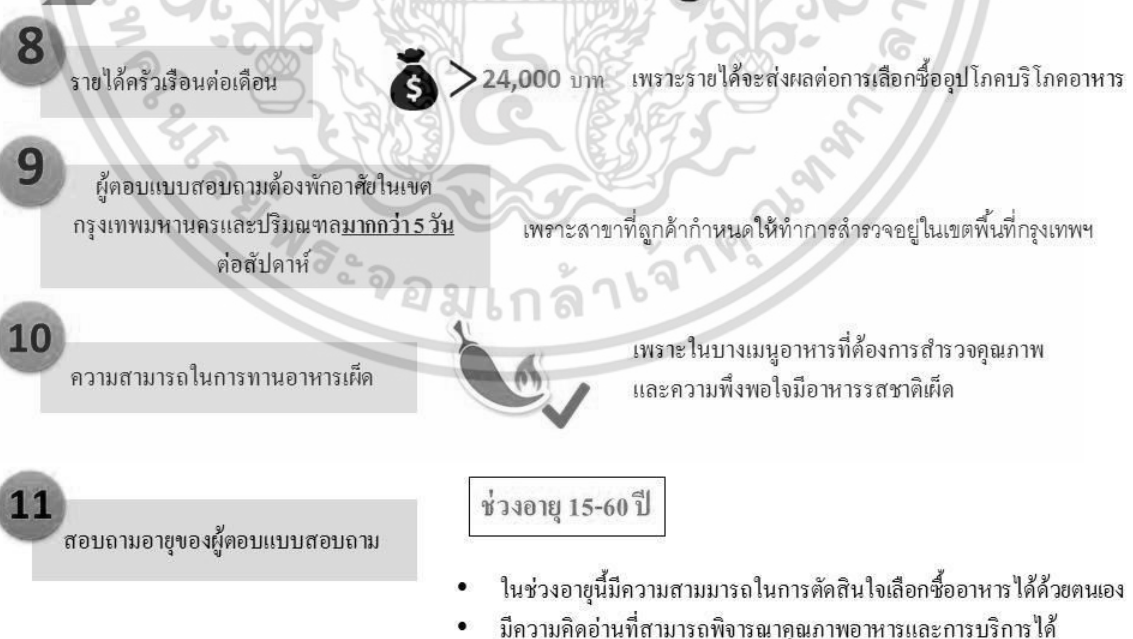 8
รายได้ครัวเรือนต่อเดือน
$ > 24,000 บาท
เพราะรายได้จะส่งผลต่อการเลือกซื้ออุปโภคบริโภคอาหาร
9
ผู้ตอบแบบสอบถามต้องพักอาศัยในเขต
กรุงเทพมหานครและปริมณฑลมากกว่า 5 วัน
ต่อสัปดาห์
เพราะสาขาที่ลูกค้ากำหนดให้ทำการสำรวจอยู่ในเขตพื้นที่กรุงเทพฯ
10
ความสามารถในการทานอาหารเผ็ด
เพราะในบางเมนูอาหารที่ต้องการสำรวจคุณภาพ
และความพึงพอใจมีอาหารรสชาติเผ็ด
11
สอบถามอายุของผู้ตอบแบบสอบถาม
ช่วงอายุ 15-60 ปี
• ในช่วงอายุนี้มีความสามมารถในการตัดสินใจเลือกซื้ออาหารได้ด้วยตนเอง
• มีความคิดอ่านที่สามารถพิจารณาคุณภาพอาหารและการบริการได้
พระจอมเกล้าเจ้าคุณทหาร